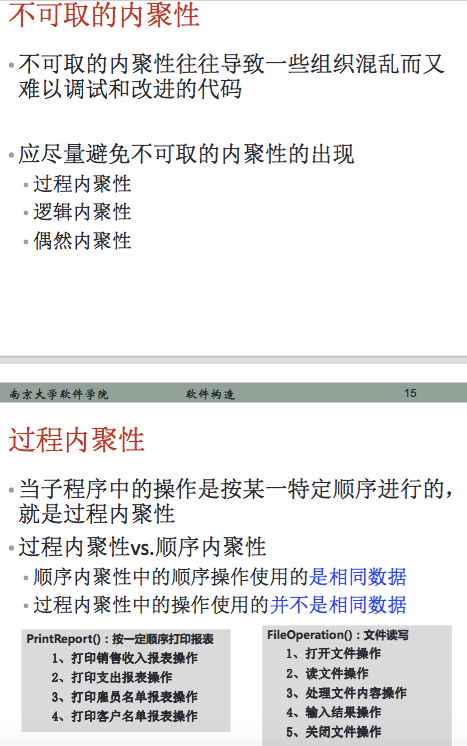 不可取的内聚性
•不可取的内聚性往往导致一些组织混乱而又
难以调试和改进的代码
•应尽量避免不可取的内聚性的出现
•过程内聚性
•逻辑内聚性
•偶然内聚性
南京大学软件学院 软件构造 15
过程内聚性
•当子程序中的操作是按某一特定顺序进行的，
就是过程内聚性
•过程内聚性vs.顺序内聚性
•顺序内聚性中的顺序操作使用的是相同数据
•过程内聚性中的操作使用的并不是相同数据
PrintReport()：按一定顺序打印报表
1、打印销售收入报表操作
2、打印支出报表操作
3、打印雇员名单报表操作
4、打印客户名单报表操作
FileOperation()：文件读写
1、打开文件操作
2、读文件操作
3、处理文件内容操作
4、输入结果操作
5、关闭文件操作